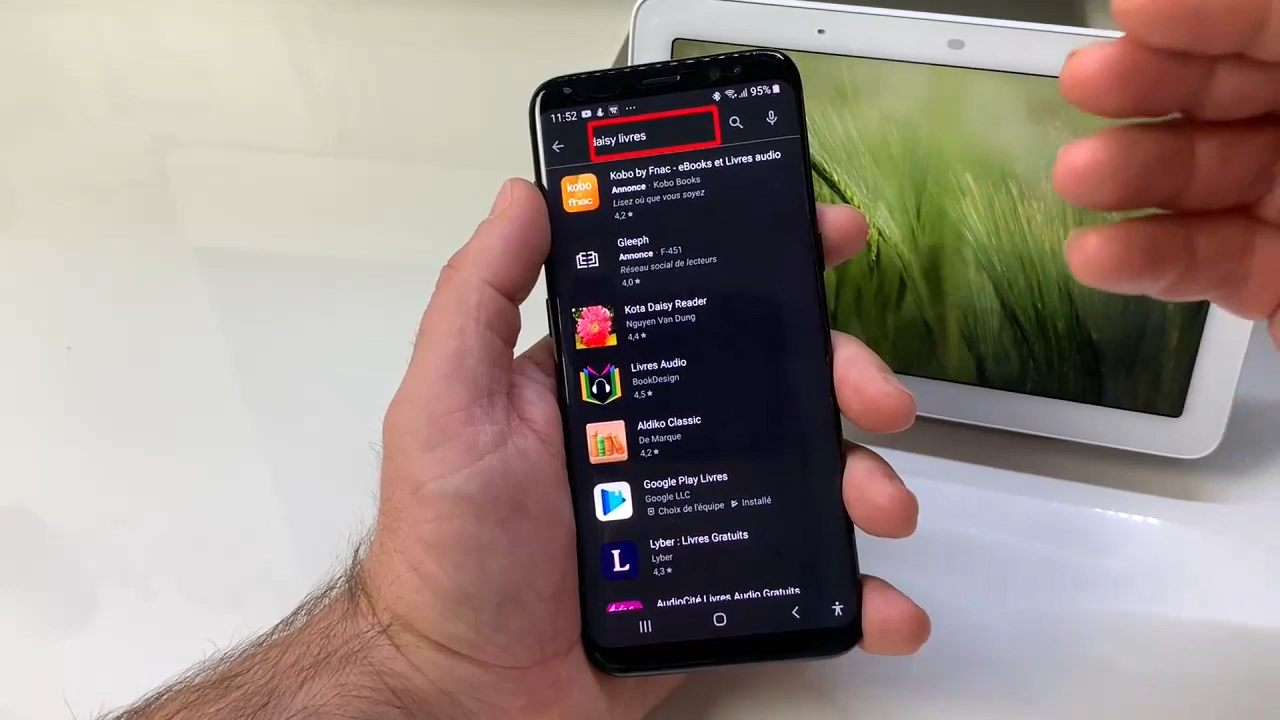 11:52
95%
daisy livres
kobo
fnac
Kobo by Fnac - eBooks et Livres audio
Annonce · Kobo Books
Lisez où que vous soyez
4,2★
Gleeph
Annonce · F-451
Réseau social de lecteurs
4,0★
Kota Daisy Reader
Nguyen Van Dung
4,4★
Livres Audio
BookDesign
4,5★
Aldiko Classic
De Marque
4,2★
Google Play Livres
Google LLC
Choix de l'équipe Installé
L
Lyber : Livres Gratuits
Lyber
4,3★
AudioCité Livres Audio Gratuits